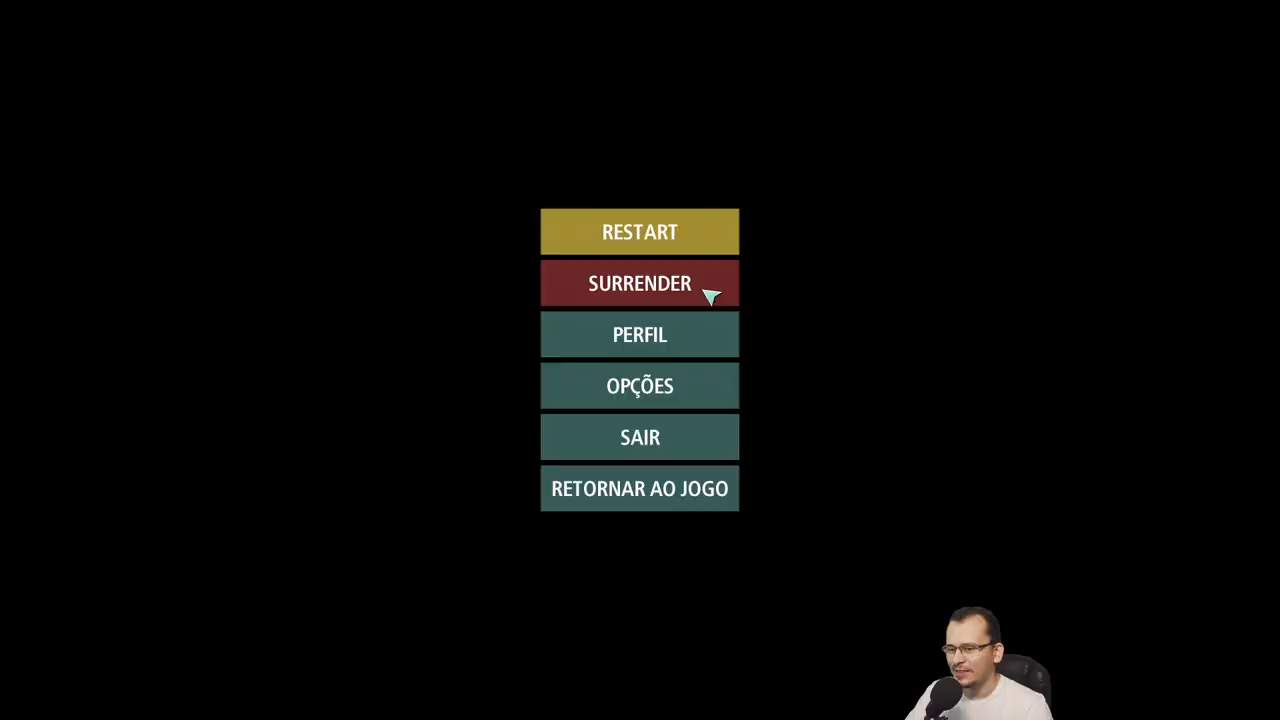 RESTART
SURRENDER
PERFIL
OPÇÕES
SAIR
RETORNAR AO JOGO